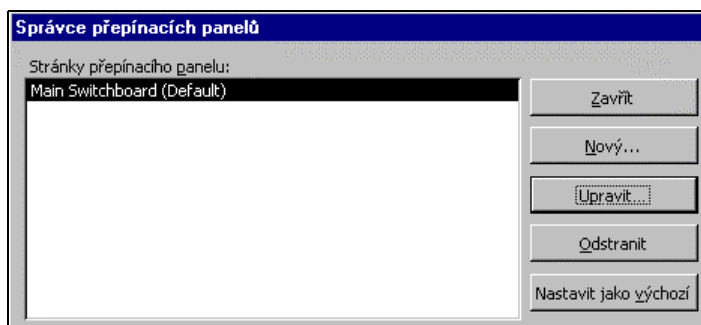 Správce přepínacích panelů
Stránky přepínacího panelu:
Main Switchboard (Default)
Zavřít
Nový...
Upravit...
Odstranit
Nastavit jako výchozí